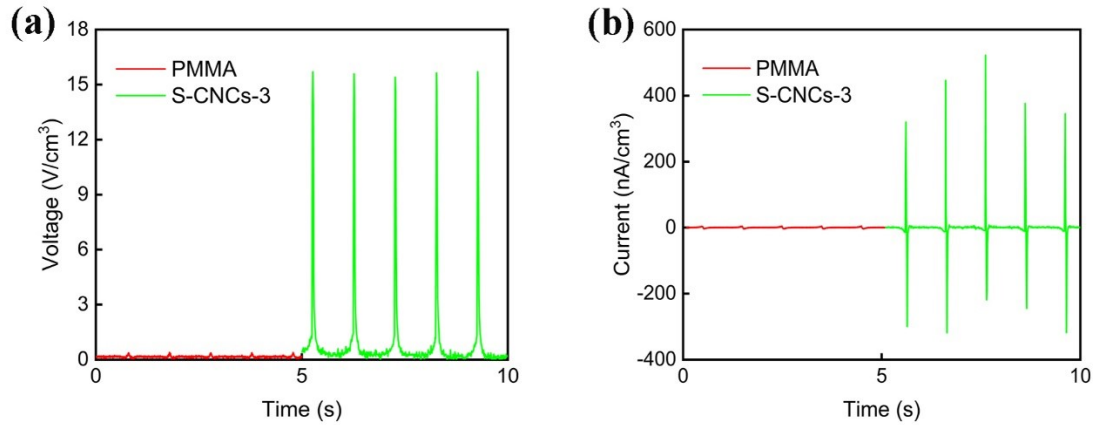 (a)
18
15
12
9
6
3
0
Voltage (V/cm³)
PMMA
S-CNCs-3
0 5 10
Time (s)
(b)
600
400
200
0
-200
-400
Current (nA/cm³)
PMMA
S-CNCs-3
0 5 10
Time (s)